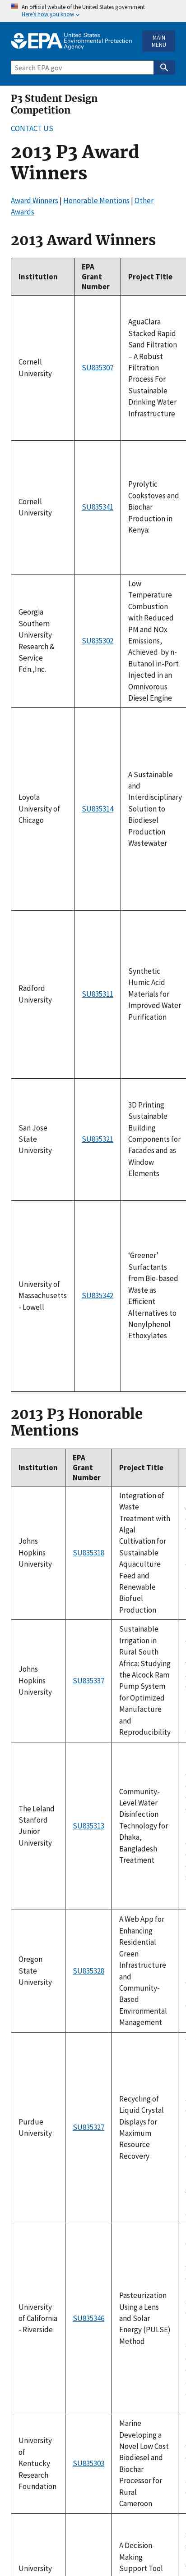 An official website of the United States government
Here's how you know
EPA
United States
Environmental Protection
Agency
MAIN
MENU
Search EPA.gov
P3 Student Design
Competition
CONTACT US
2013 P3 Award
Winners
Award Winners | Honorable Mentions | Other
Awards
2013 Award Winners
Institution
EPA
Grant
Number
Project Title
Cornell
University
SU835307
AguaClara
Stacked Rapid
Sand Filtration
– A Robust
Filtration
Process For
Sustainable
Drinking Water
Infrastructure
Cornell
University
SU835341
Pyrolytic
Cookstoves and
Biochar
Production in
Kenya:
Georgia
Southern
University
Research &
Service
Fdn.,Inc.
SU835302
Low
Temperature
Combustion
with Reduced
PM and NOx
Emissions,
Achieved by n-
Butanol in-Port
Injected in an
Omnivorous
Diesel Engine
Loyola
University of
Chicago
SU835314
A Sustainable
and
Interdisciplinary
Solution to
Biodiesel
Production
Wastewater
Radford
University
SU835311
Synthetic
Humic Acid
Materials for
Improved Water
Purification
San Jose
State
University
SU835321
3D Printing
Sustainable
Building
Components for
Facades and as
Window
Elements
University of
Massachusetts
- Lowell
SU835342
'Greener'
Surfactants
from Bio-based
Waste as
Efficient
Alternatives to
Nonylphenol
Ethoxylates
2013 P3 Honorable
Mentions
Institution
EPA
Grant
Number
Project Title
Johns
Hopkins
University
SU835318
Integration of
Waste
Treatment with
Algal
Cultivation for
Sustainable
Aquaculture
Feed and
Renewable
Biofuel
Production
Johns
Hopkins
University
SU835337
Sustainable
Irrigation in
Rural South
Africa: Studying
the Alcock Ram
Pump System
for Optimized
Manufacture
and
Reproducibility
The Leland
Stanford
Junior
University
SU835313
Community-
Level Water
Disinfection
Technology for
Dhaka,
Bangladesh
Treatment
Oregon
State
University
SU835328
A Web App for
Enhancing
Residential
Green
Infrastructure
and
Community-
Based
Environmental
Management
Purdue
University
SU835327
Recycling of
Liquid Crystal
Displays for
Maximum
Resource
Recovery
University
of California
- Riverside
SU835346
Pasteurization
Using a Lens
and Solar
Energy (PULSE)
Method
University
of
Kentucky
Research
Foundation
SU835303
Marine
Developing a
Novel Low Cost
Biodiesel and
Biochar
Processor for
Rural
Cameroon
University
A Decision-
Making
Support Tool